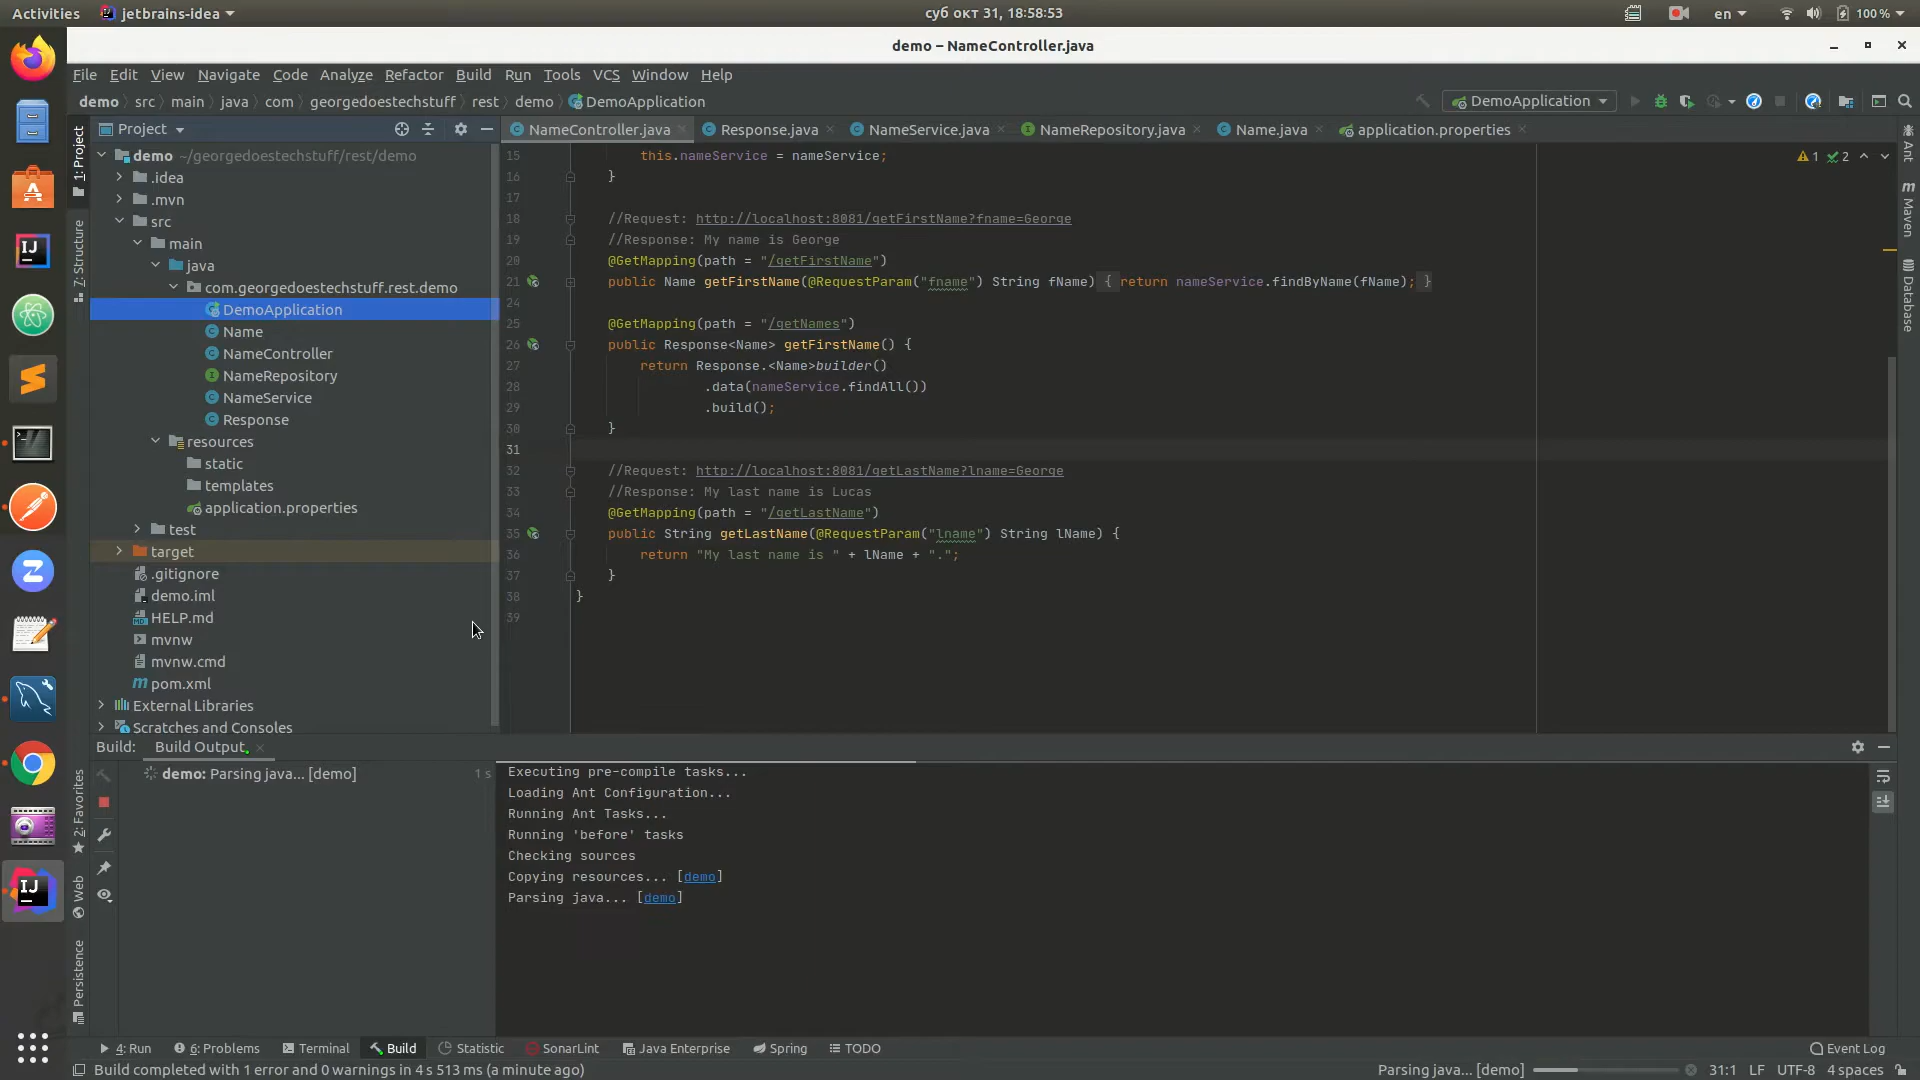 Activities jetbrains-idea суб окт 31, 18:58:53 en 100 %
demo – NameController.java
File Edit View Navigate Code Analyze Refactor Build Run Tools VCS Window Help
demo src main java com georgedoestechstuff rest demo DemoApplication DemoApplication
Project
NameController.java Response.java NameService.java NameRepository.java Name.java application.properties
1: Project
7: Structure
2: Favorites
Web
Persistence
demo ~/georgedoestechstuff/rest/demo
.idea
.mvn
src
main
java
com.georgedoestechstuff.rest.demo
DemoApplication
Name
NameController
NameRepository
NameService
Response
resources
static
templates
application.properties
test
target
.gitignore
demo.iml
HELP.md
mvnw
mvnw.cmd
pom.xml
External Libraries
Scratches and Consoles
1 2
15 this.nameService = nameService;
16 }
17
18 //Request: http://localhost:8081/getFirstName?fname=George
19 //Response: My name is George
20 @GetMapping(path = "/getFirstName")
21 public Name getFirstName(@RequestParam("fname") String fName) { return nameService.findByName(fName); }
24
25 @GetMapping(path = "/getNames")
26 public Response<Name> getFirstName() {
27 return Response.<Name>builder()
28 .data(nameService.findAll())
29 .build();
30 }
31
32 //Request: http://localhost:8081/getLastName?lname=George
33 //Response: My last name is Lucas
34 @GetMapping(path = "/getLastName")
35 public String getLastName(@RequestParam("lname") String lName) {
36 return "My last name is " + lName + ".";
37 }
38 }
39
Ant
Maven
Database
Build: Build Output
demo: Parsing java... [demo] 1 s
Executing pre-compile tasks...
Loading Ant Configuration...
Running Ant Tasks...
Running 'before' tasks
Checking sources
Copying resources... [demo]
Parsing java... [demo]
4: Run 6: Problems Terminal Build Statistic SonarLint Java Enterprise Spring TODO Event Log
Build completed with 1 error and 0 warnings in 4 s 513 ms (a minute ago) Parsing java... [demo] 31:1 LF UTF-8 4 spaces